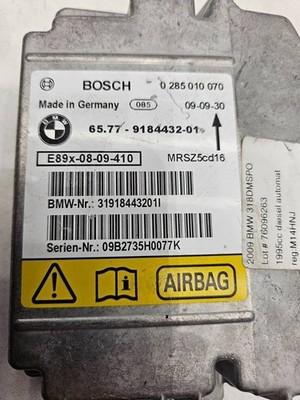 BOSCH 0 285 010 070
Made in Germany 085 09-09-30
BMW
65.77 - 9184432-01
E89x-08-09-410 MRSZ5cd16
BMW-Nr.: 31918443201I
Serien-Nr.: 09B2735H0077K
AIRBAG
2009 BMW 318DMSPO
Lot # 76096263
1995cc diesel automat
reg:M14HNJ